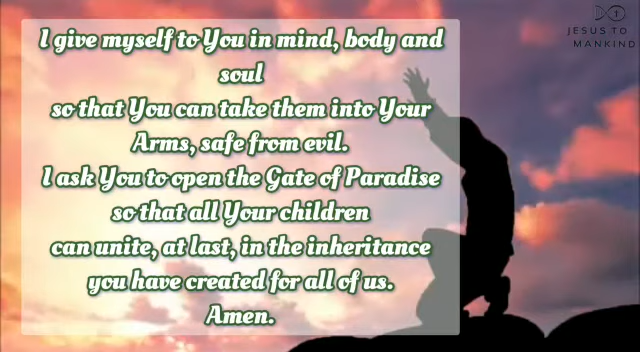 I give myself to You in mind, body and
soul
so that You can take them into Your
Arms, safe from evil.
I ask You to open the Gate of Paradise
so that all Your children
can unite, at last, in the inheritance
you have created for all of us.
Amen.
JESUS TO
MANKIND